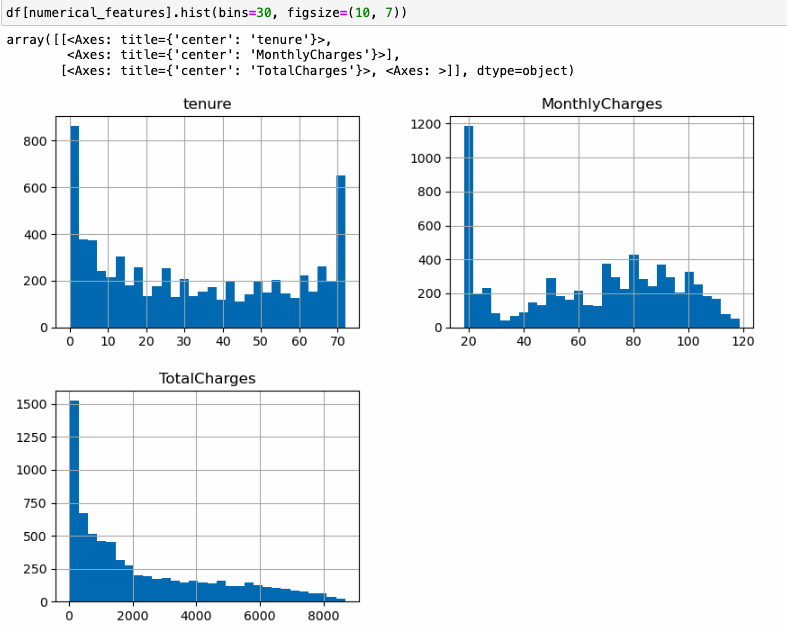 df[numerical_features].hist(bins=30, figsize=(10, 7))
array([[<Axes: title={'center': 'tenure'}>,
<Axes: title={'center': 'MonthlyCharges'}>],
[<Axes: title={'center': 'TotalCharges'}>, <Axes: >]], dtype=object)
tenure
800
600
400
200
0
0 10 20 30 40 50 60 70
MonthlyCharges
1200
1000
800
600
400
200
0
20 40 60 80 100 120
TotalCharges
1500
1250
1000
750
500
250
0
0 2000 4000 6000 8000